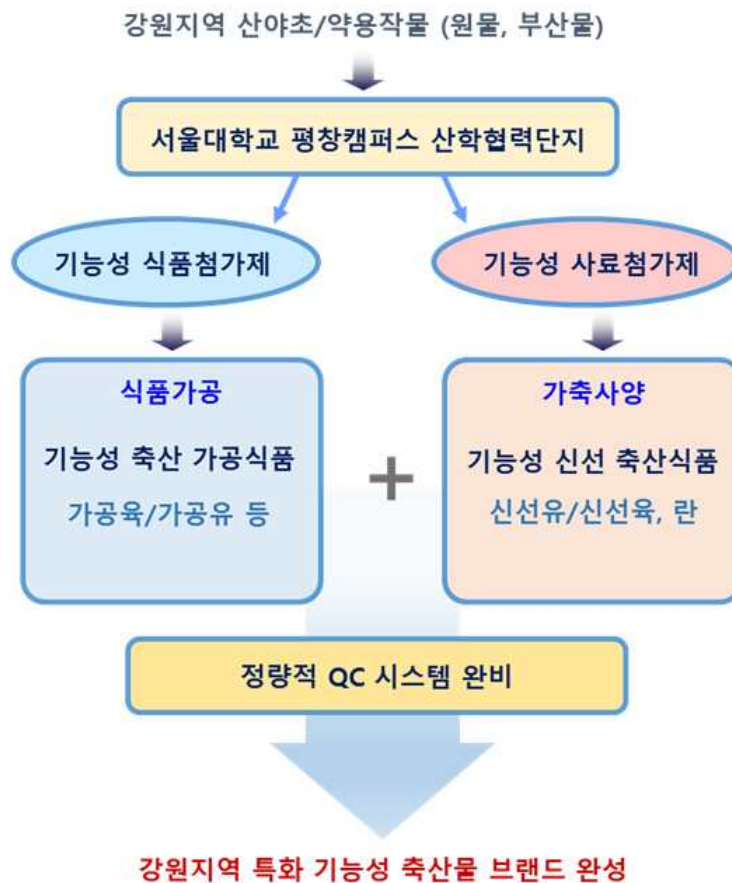 강원지역 산야초/약용작물 (원물, 부산물)
서울대학교 평창캠퍼스 산학협력단지
기능성 식품첨가제
기능성 사료첨가제
식품가공
기능성 축산 가공식품
가공육/가공유 등
+
가축사양
기능성 신선 축산식품
신선유/신선육, 란
정량적 QC 시스템 완비
강원지역 특화 기능성 축산물 브랜드 완성